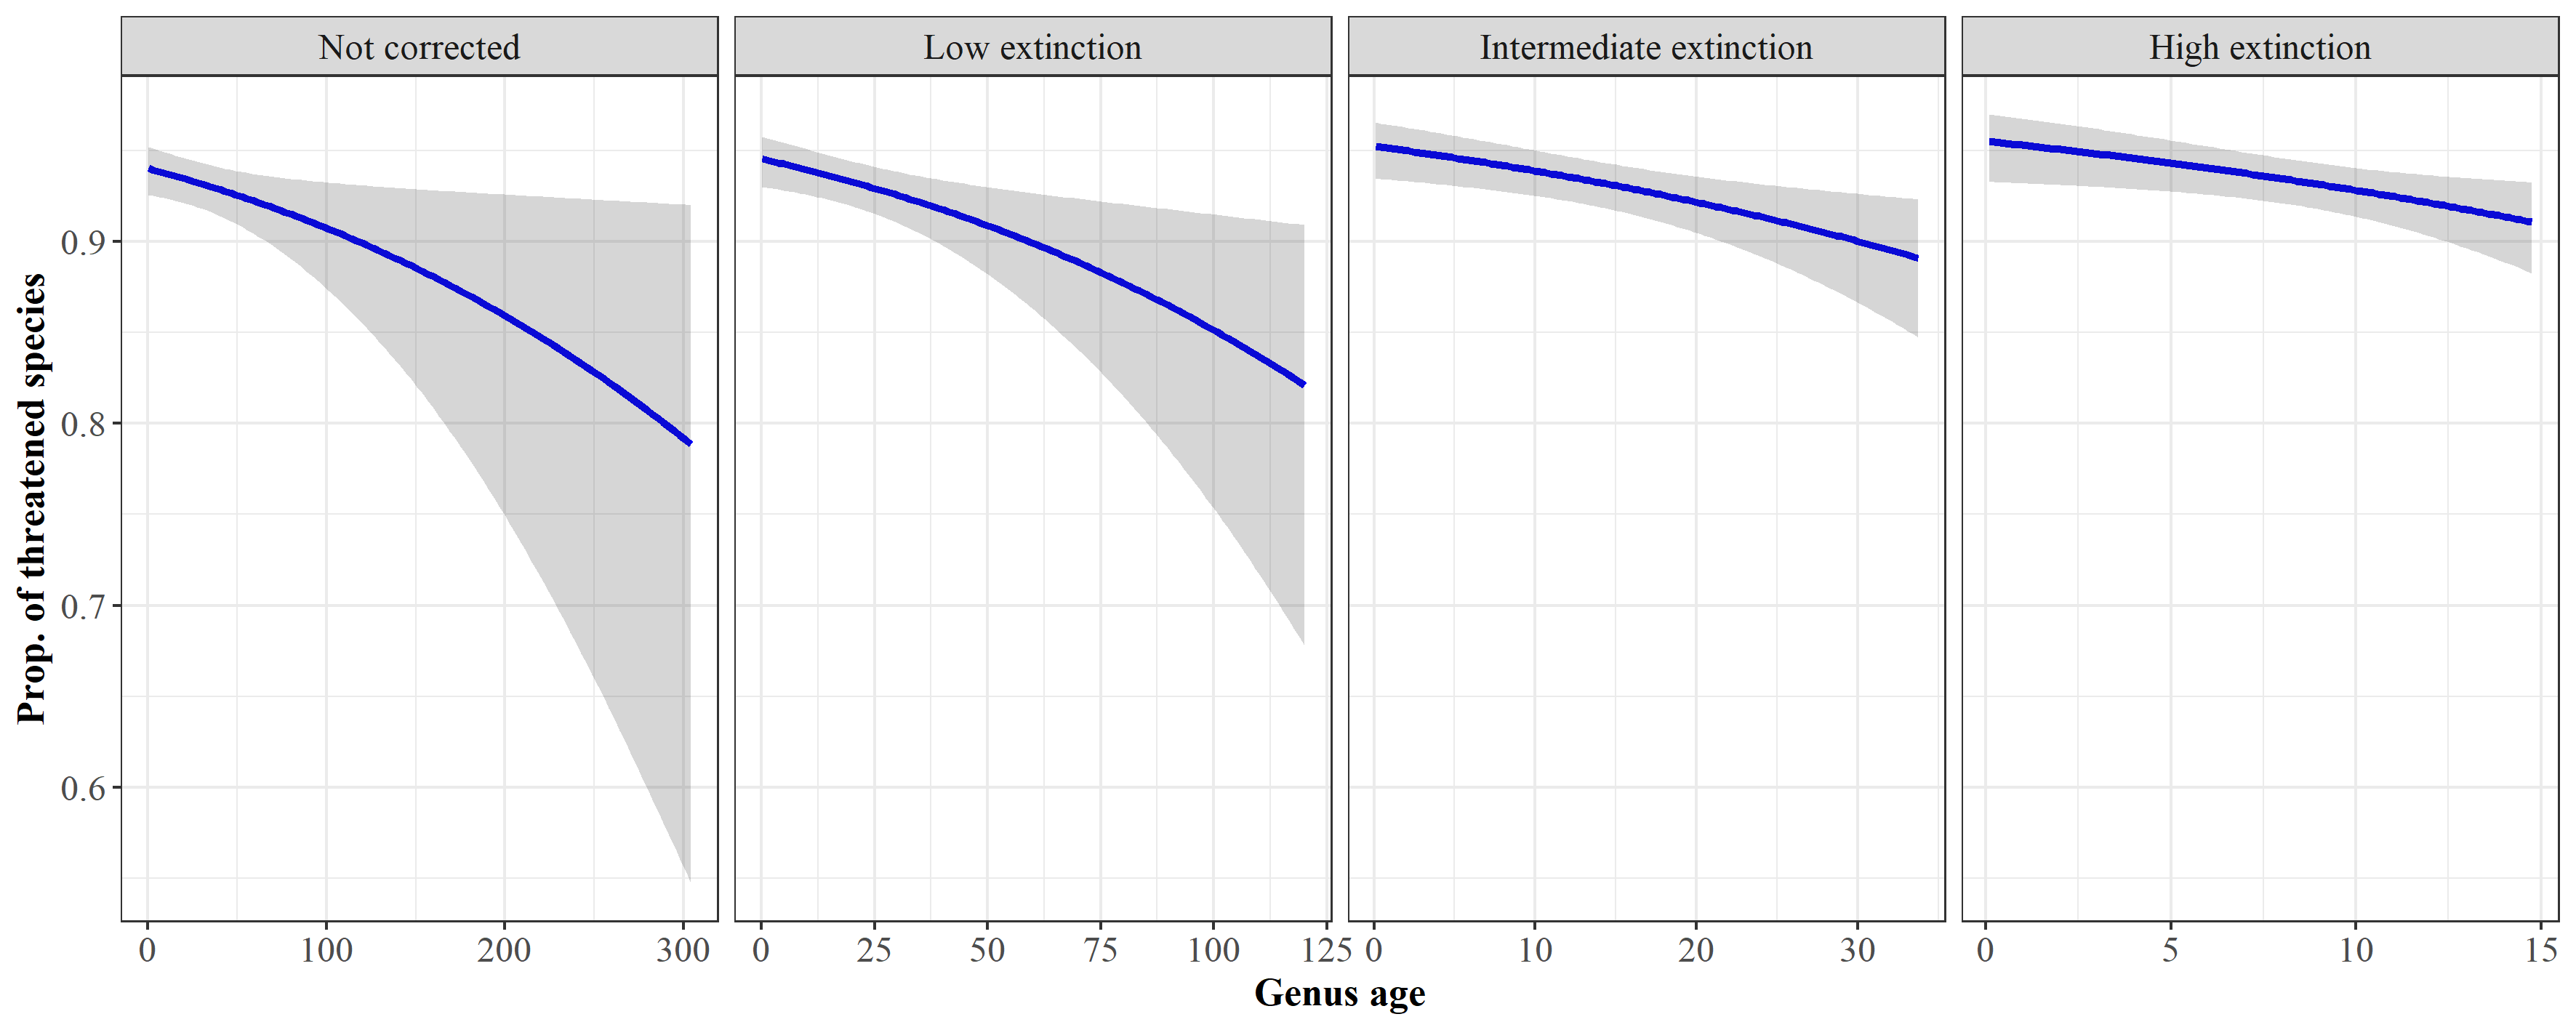 Not corrected
Low extinction
Intermediate extinction
High extinction
Prop. of threatened species
0.9
0.8
0.7
0.6
0 100 200 300
0 25 50 75 100 125
0 10 20 30
0 5 10 15
Genus age